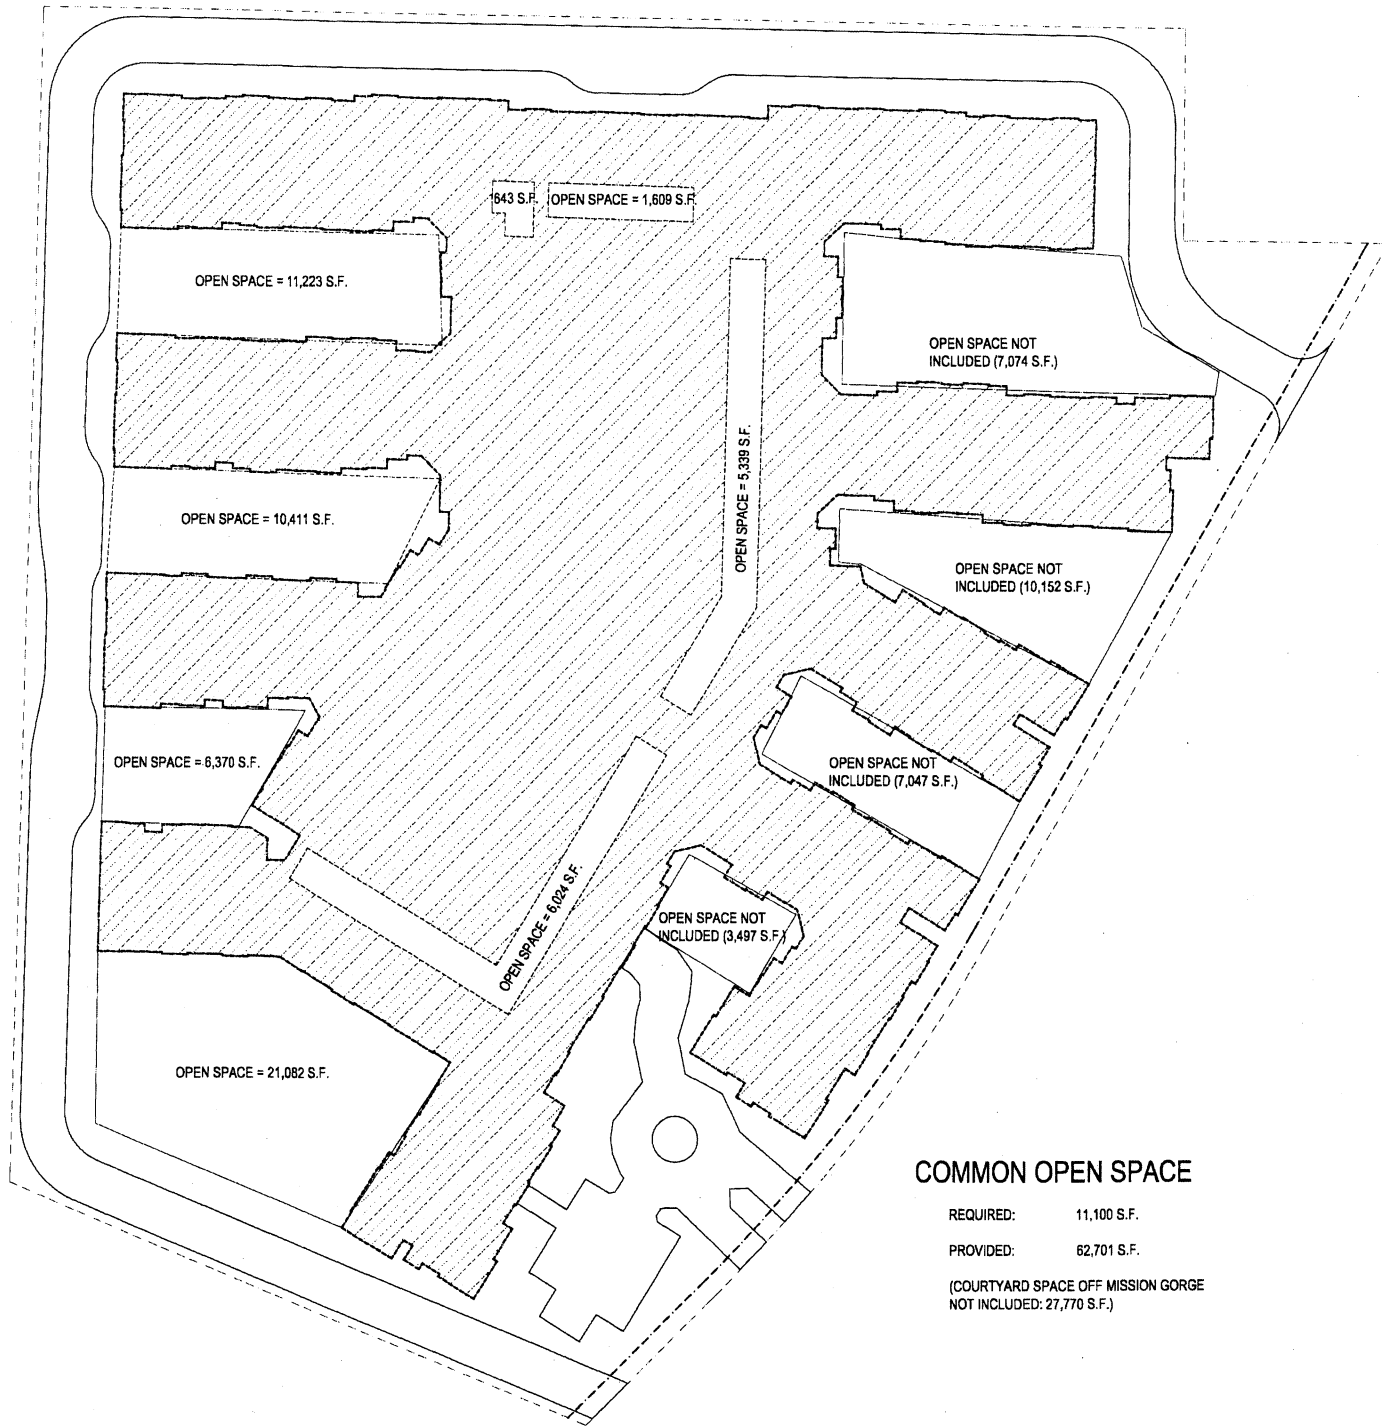 643 S.F.
OPEN SPACE = 1,609 S.F.
OPEN SPACE = 11,223 S.F.
OPEN SPACE NOT
INCLUDED (7,074 S.F.)
OPEN SPACE = 5,339 S.F.
OPEN SPACE = 10,411 S.F.
OPEN SPACE NOT
INCLUDED (10,152 S.F.)
OPEN SPACE = 6,370 S.F.
OPEN SPACE NOT
INCLUDED (7,047 S.F.)
OPEN SPACE = 6,024 S.F.
OPEN SPACE NOT
INCLUDED (3,497 S.F.)
OPEN SPACE = 21,082 S.F.
COMMON OPEN SPACE
REQUIRED: 11,100 S.F.
PROVIDED: 62,701 S.F.
(COURTYARD SPACE OFF MISSION GORGE
NOT INCLUDED: 27,770 S.F.)